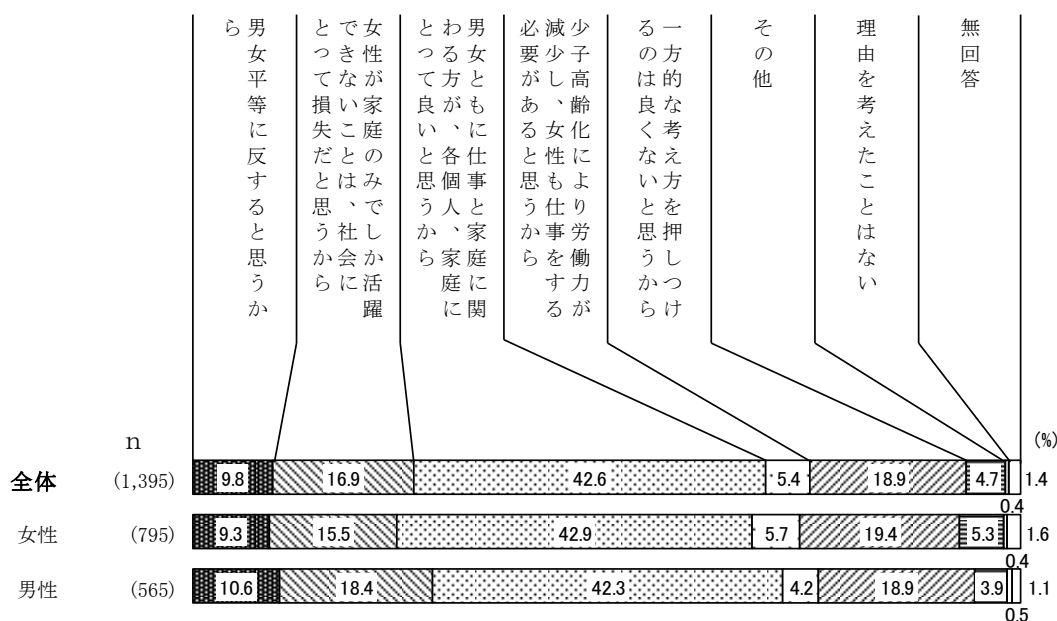 男女平等に反すると思うか
ら
女性が家庭のみでしか活躍
できないことは、社会に
とって損失だと思うから
男女ともに仕事と家庭に関
わる方が、各個人、家庭に
とって良いと思うから
少子高齢化により労働力が
減少し、女性も仕事をする
必要があると思うから
一方的な考え方を押しつけ
るのは良くないと思うから
その他
理由を考えたことはない
無回答
n (%)
全体 (1,395) 9.8 16.9 42.6 5.4 18.9 4.7 0.4 1.4
女性 (795) 9.3 15.5 42.9 5.7 19.4 5.3 0.4 1.6
男性 (565) 10.6 18.4 42.3 4.2 18.9 3.9 0.5 1.1